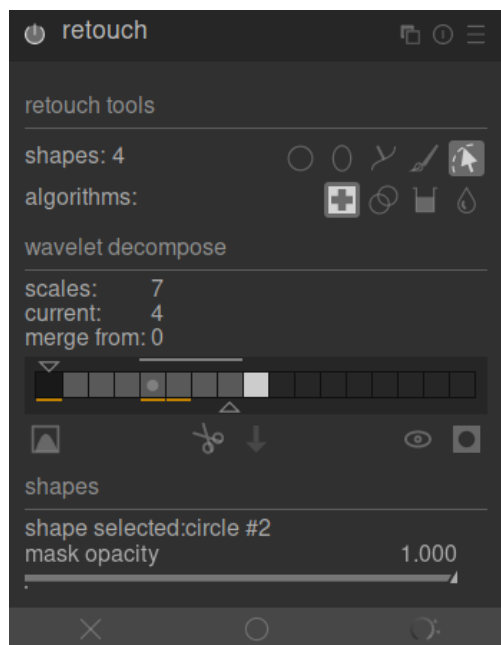 retouch
retouch tools
shapes: 4
algorithms:
wavelet decompose
scales: 7
current: 4
merge from: 0
shapes
shape selected:circle #2
mask opacity 1.000